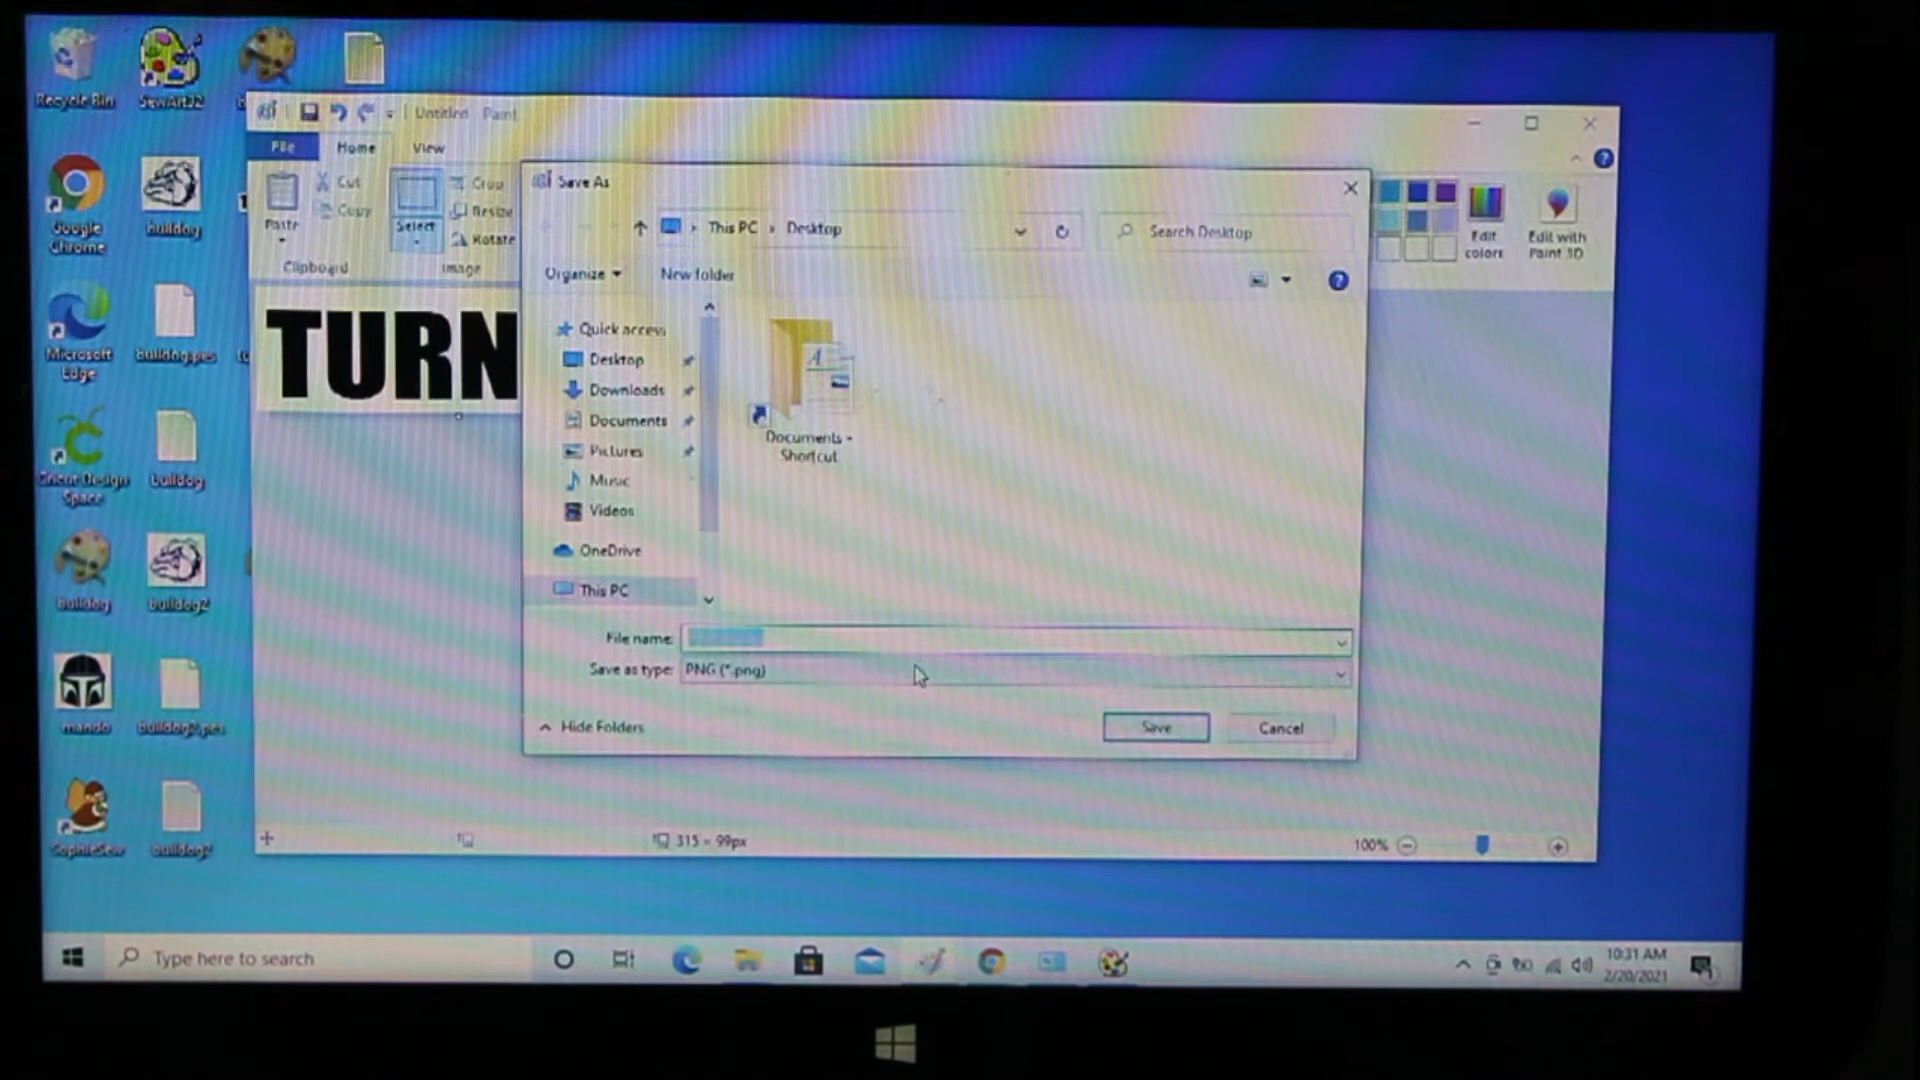 Recycle Bin
SewArt32
Google
Chrome
bulldog
Microsoft
Edge
bulldog.pes
Cricut Design
Space
bulldog
bulldog
bulldog2
mando
bulldog2.pes
SophieSew
bulldog2
Untitled Paint
File
Home
View
Paste
Cut
Copy
Clipboard
Select
Crop
Resize
Rotate
Image
Edit
colors
Edit with
Paint 3D
TURN
Save As
This PC
Desktop
Search Desktop
Organize
New folder
Quick access
Desktop
Downloads
Documents
Pictures
Music
Videos
OneDrive
This PC
Documents -
Shortcut
File name:
Save as type: PNG (*.png)
Hide Folders
Save
Cancel
315 × 99px
100%
Type here to search
10:31 AM
2/20/2021